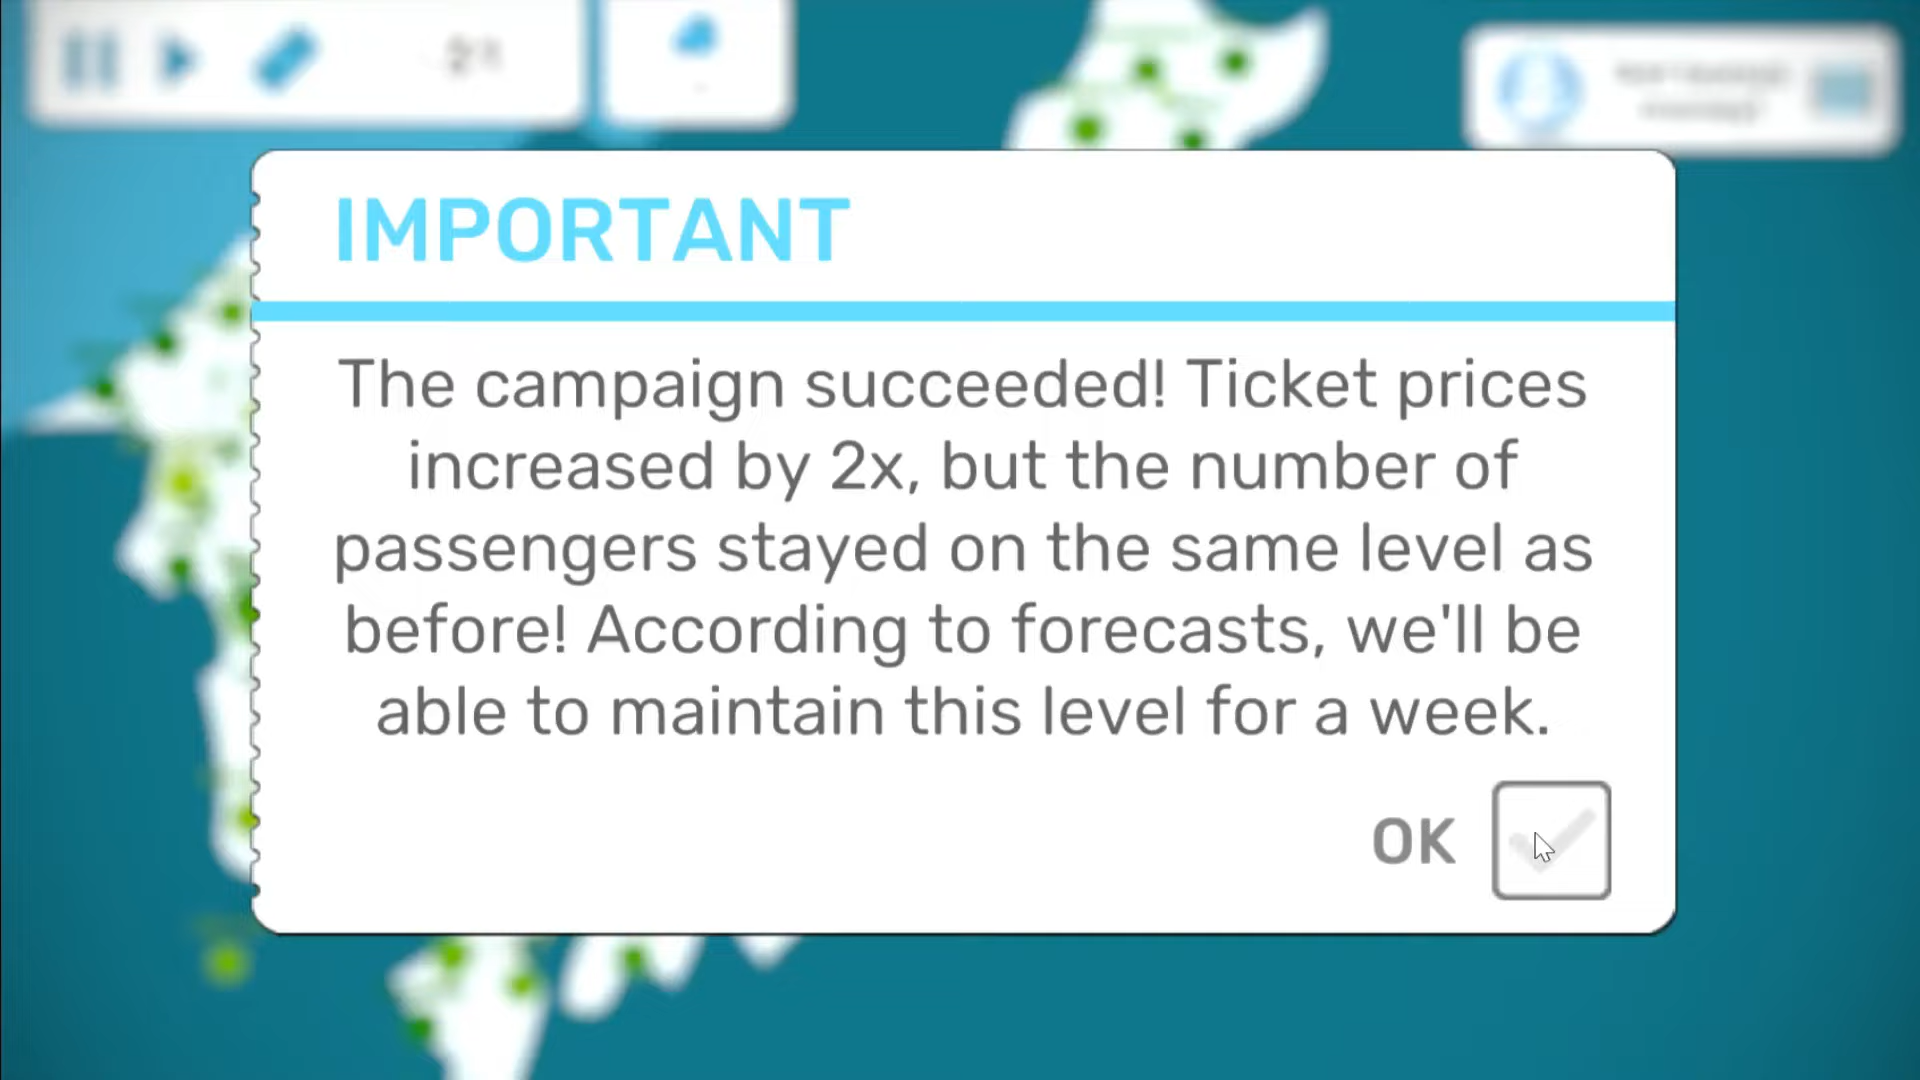 21
IMPORTANT
The campaign succeeded! Ticket prices
increased by 2x, but the number of
passengers stayed on the same level as
before! According to forecasts, we'll be
able to maintain this level for a week.
OK